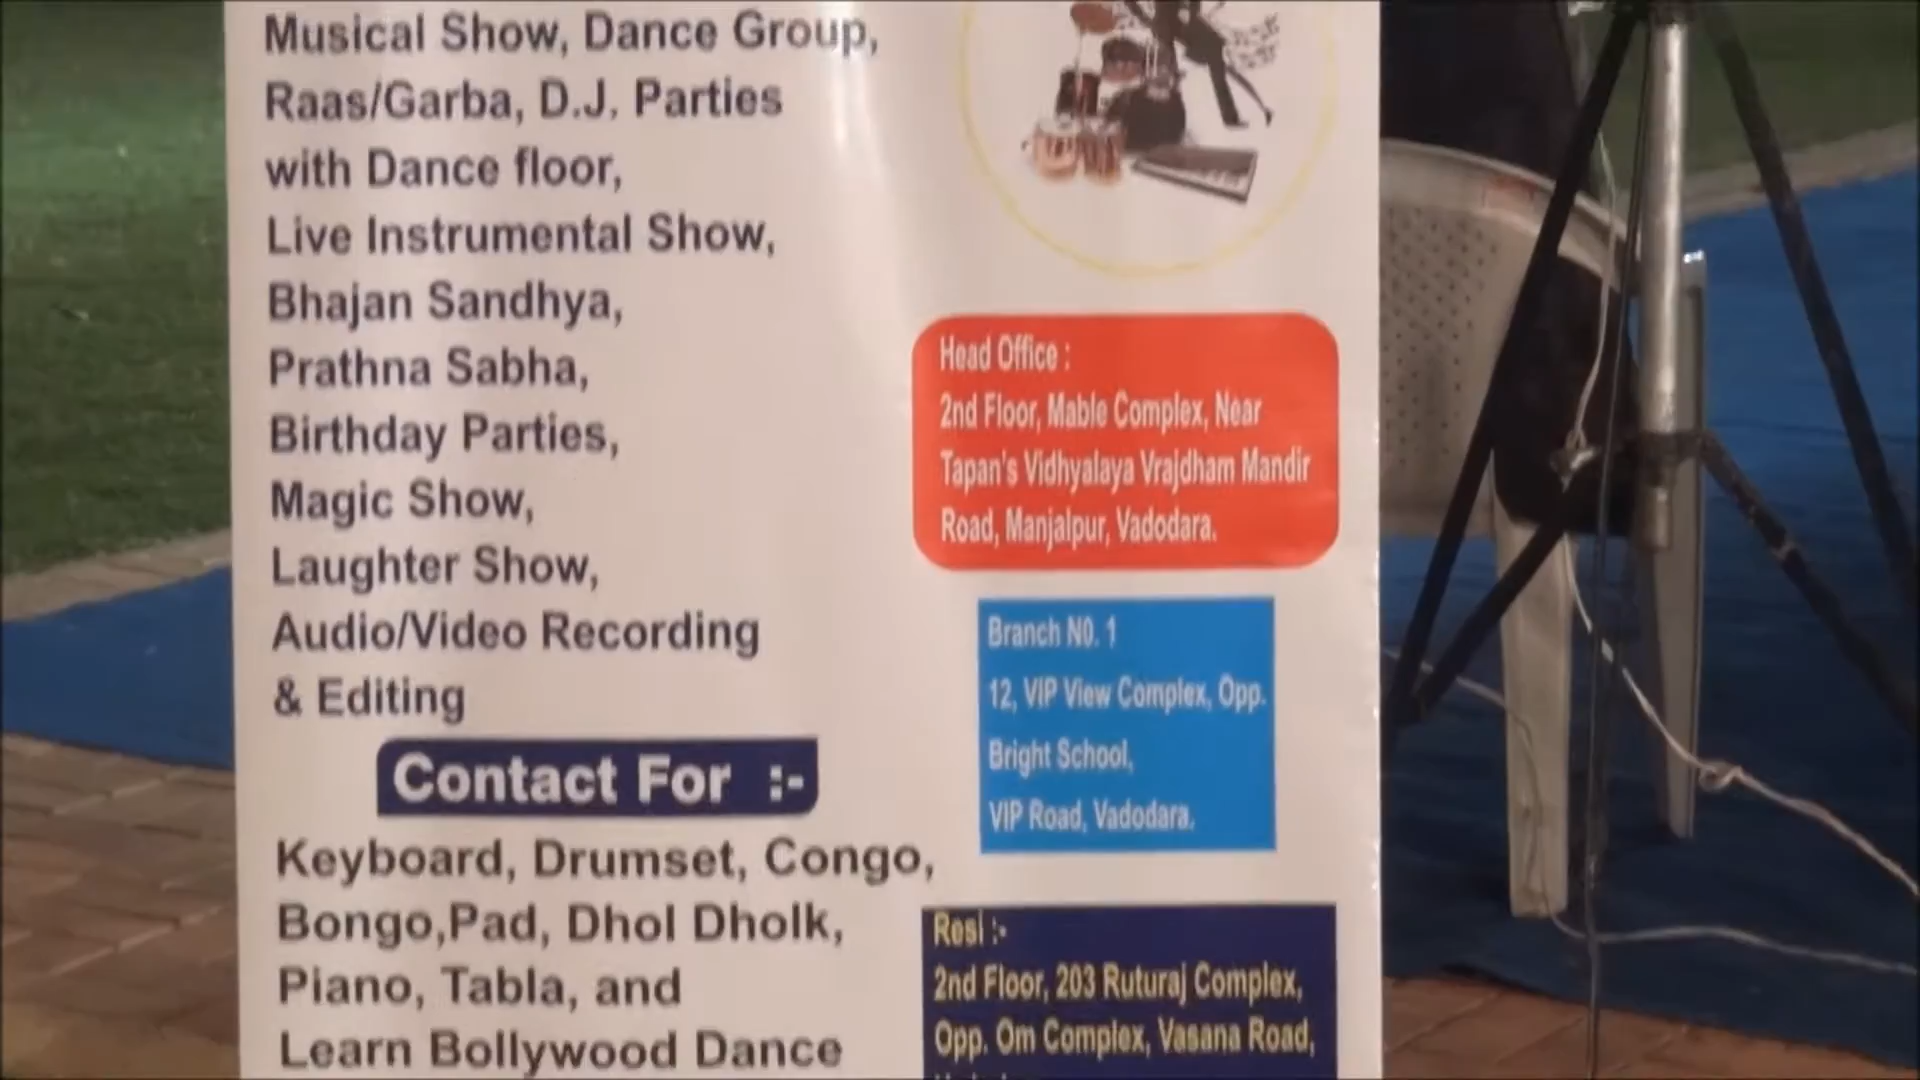 Musical Show, Dance Group,
Raas/Garba, D.J. Parties
with Dance floor,
Live Instrumental Show,
Bhajan Sandhya,
Prathna Sabha,
Birthday Parties,
Magic Show,
Laughter Show,
Audio/Video Recording
& Editing
Contact For :-
Keyboard, Drumset, Congo,
Bongo,Pad, Dhol Dholk,
Piano, Tabla, and
Learn Bollywood Dance
Head Office :
2nd Floor, Mable Complex, Near
Tapan's Vidhyalaya Vrajdham Mandir
Road, Manjalpur, Vadodara.
Branch N0. 1
12, VIP View Complex, Opp.
Bright School,
VIP Road, Vadodara.
Resi :-
2nd Floor, 203 Ruturaj Complex,
Opp. Om Complex, Vasana Road,